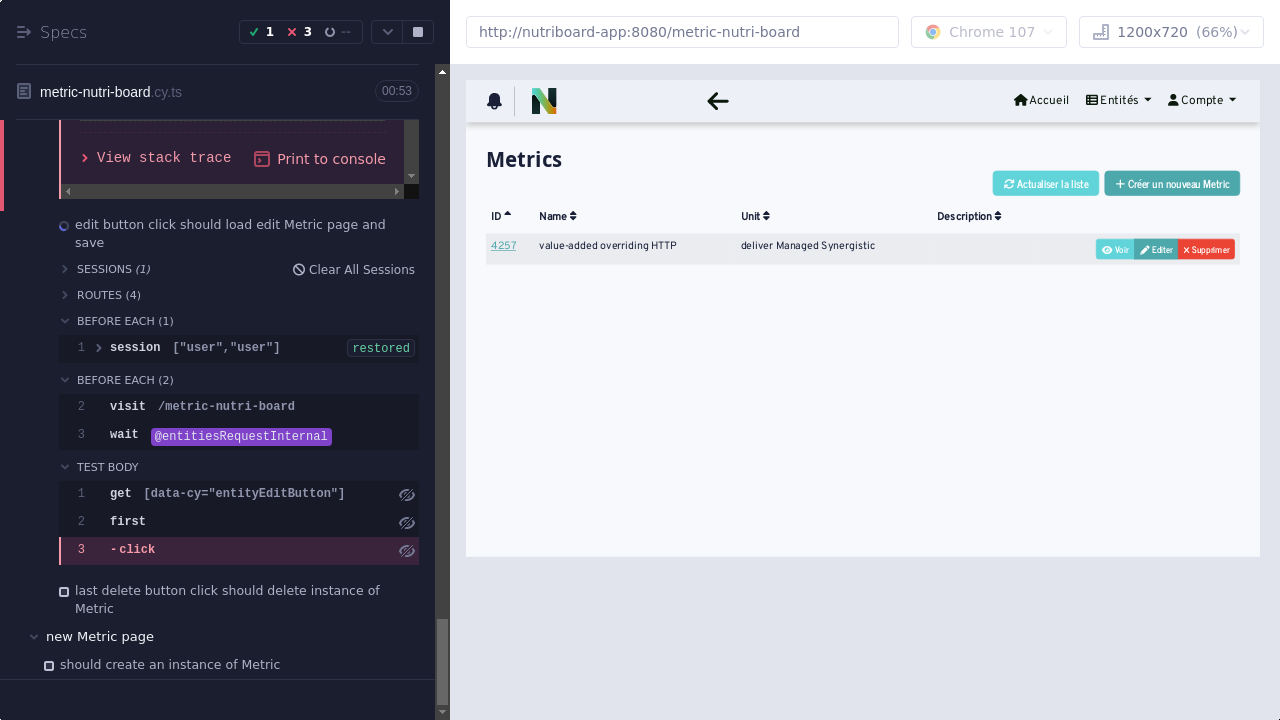 Specs
1
3
--
metric-nutri-board.cy.ts
00:53
View stack trace
Print to console
edit button click should load edit Metric page and
save
SESSIONS (1)
Clear All Sessions
ROUTES (4)
BEFORE EACH (1)
1 session ["user","user"] restored
BEFORE EACH (2)
2 visit /metric-nutri-board
3 wait @entitiesRequestInternal
TEST BODY
1 get [data-cy="entityEditButton"]
2 first
3 -click
last delete button click should delete instance of
Metric
new Metric page
should create an instance of Metric
http://nutriboard-app:8080/metric-nutri-board
Chrome 107
1200x720 (66%)
N
Accueil
Entités
Compte
Metrics
Actualiser la liste
Créer un nouveau Metric
ID Name Unit Description
4257 value-added overriding HTTP deliver Managed Synergistic
Voir Editer Supprimer